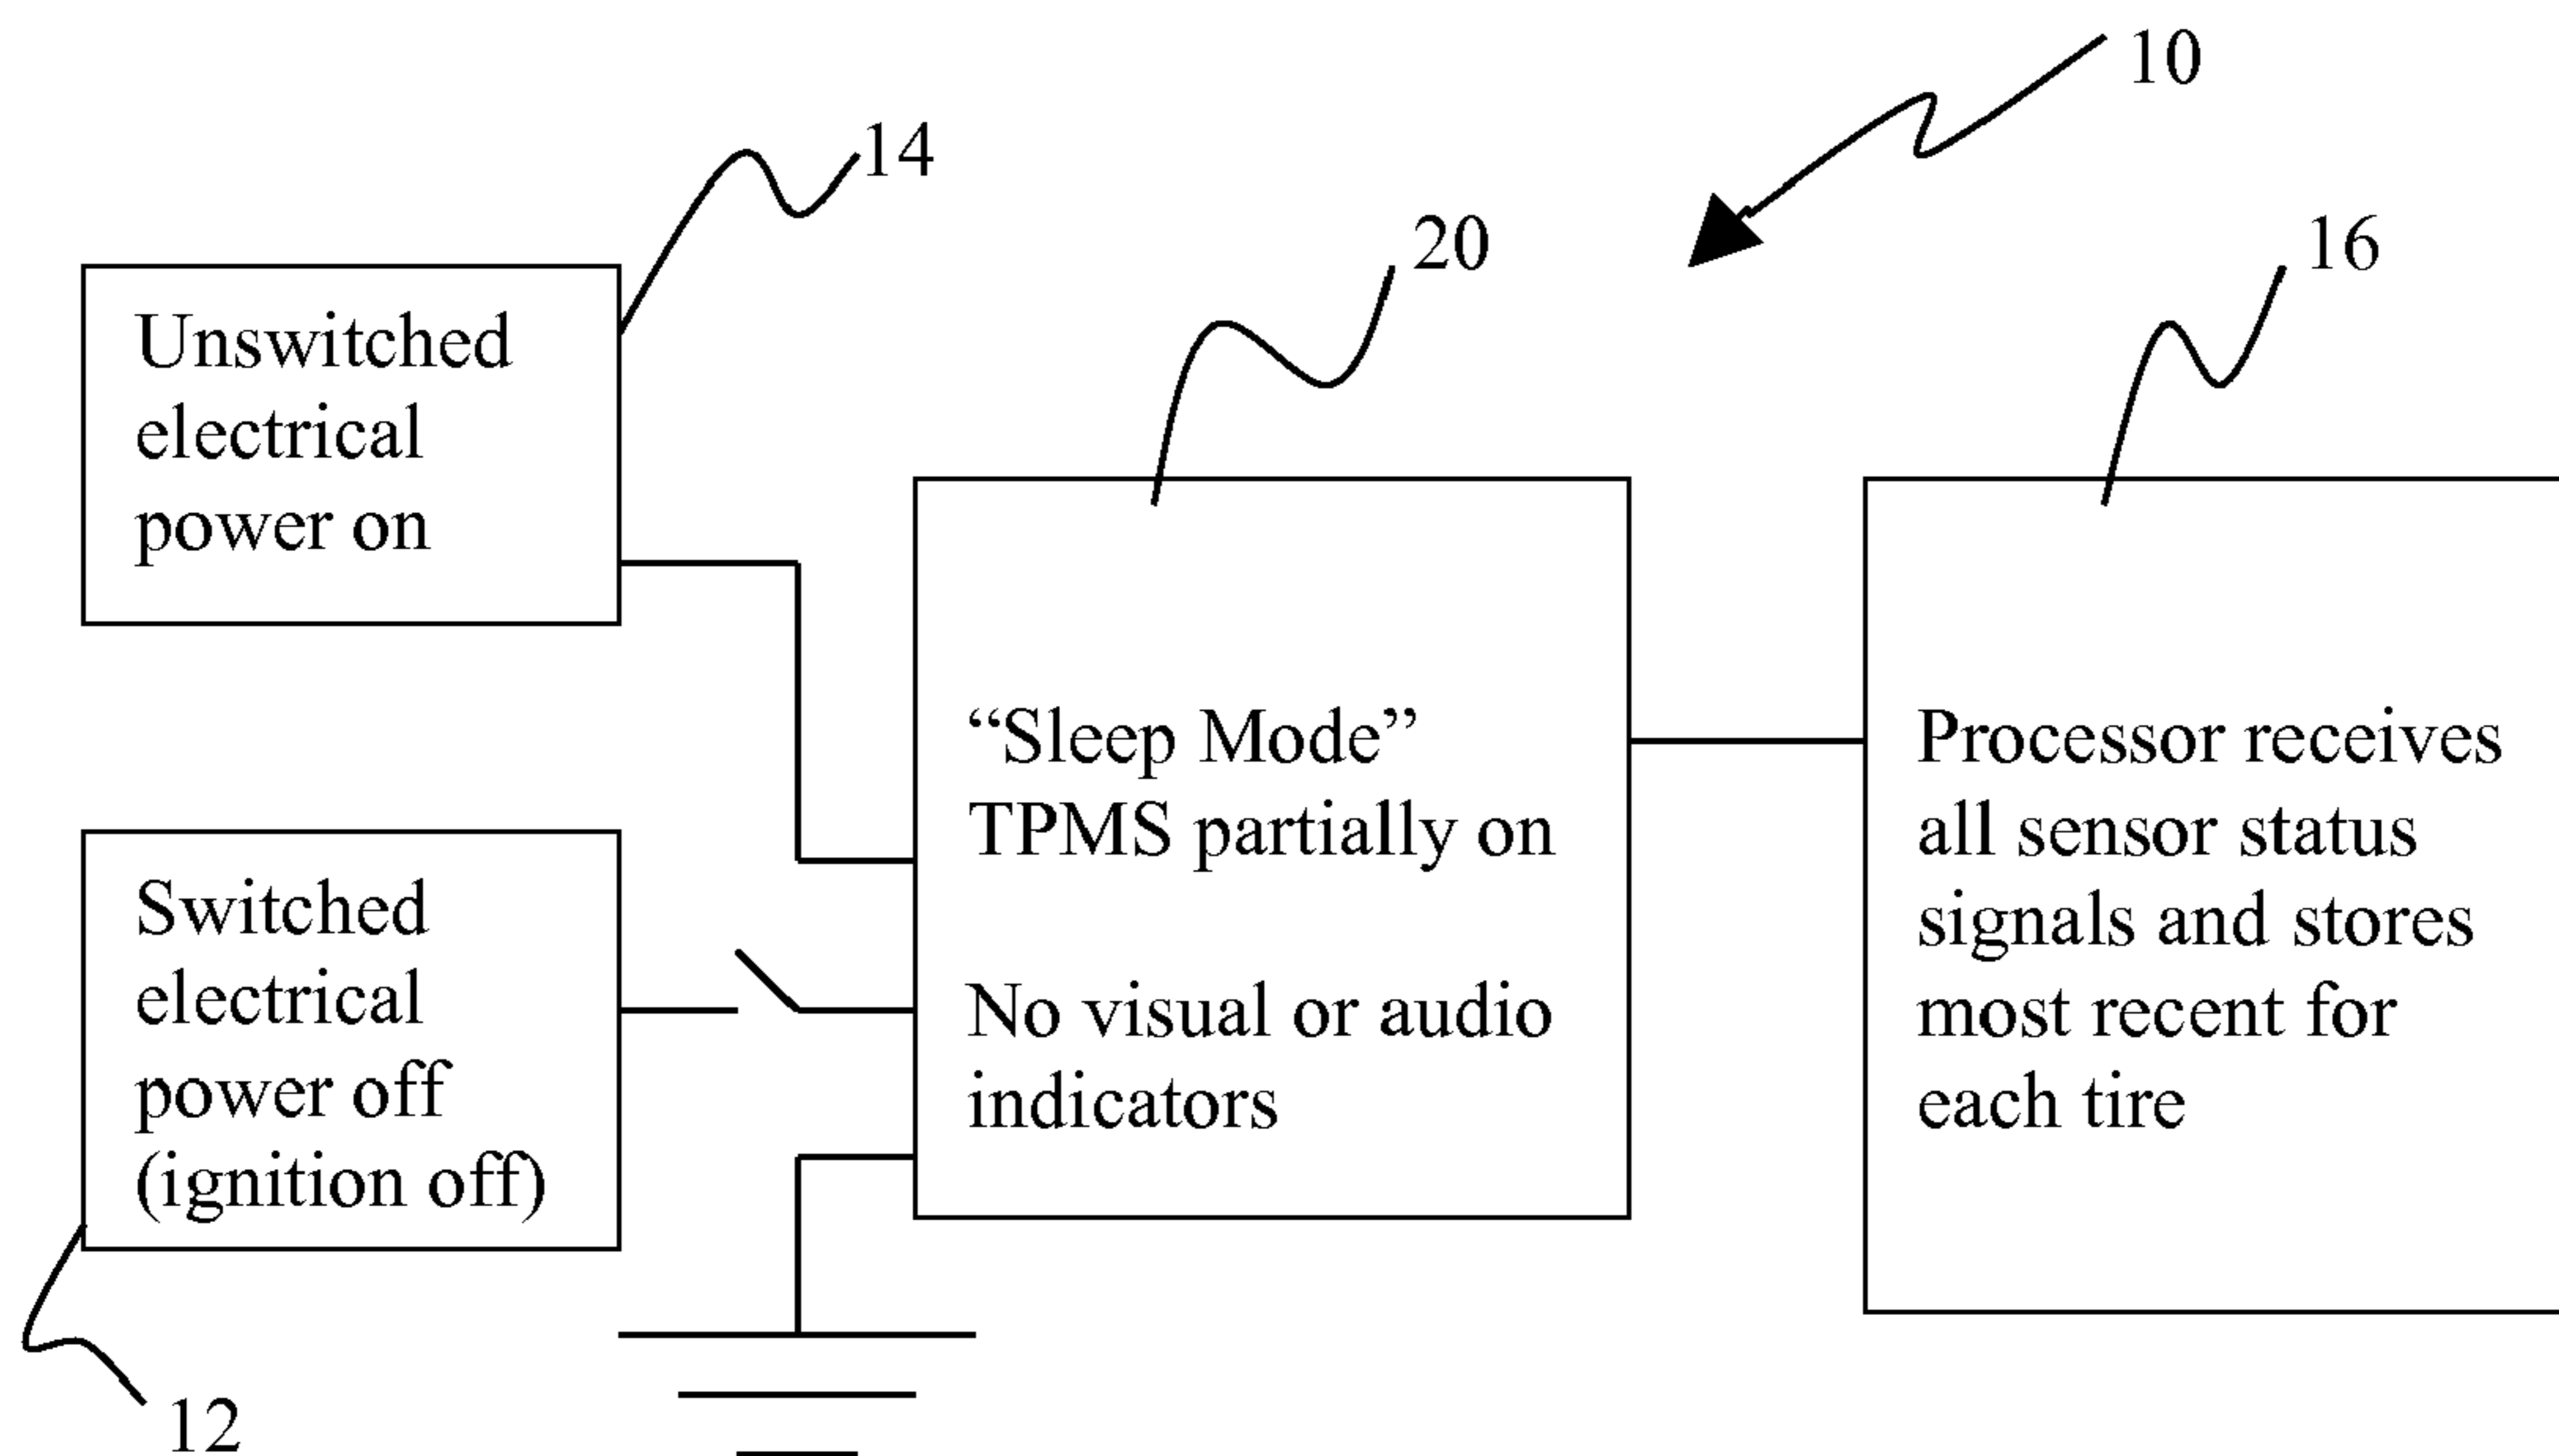 10
14
20
16
Unswitched
electrical
power on
“Sleep Mode”
TPMS partially on
No visual or audio
indicators
Processor receives
all sensor status
signals and stores
most recent for
each tire
Switched
electrical
power off
(ignition off)
12